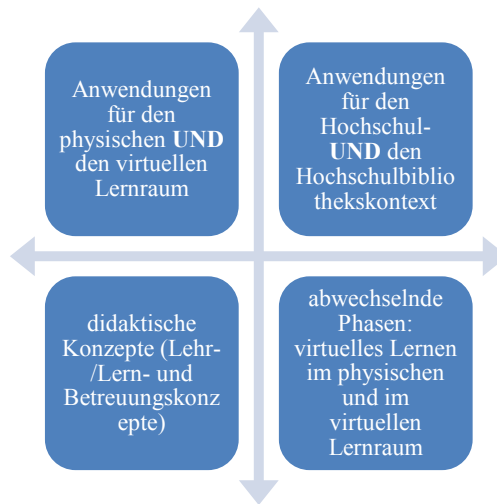 Anwendungen
für den
physischen UND
den virtuellen
Lernraum
Anwendungen
für den
Hochschul-
UND den
Hochschulbiblio
thekskontext
didaktische
Konzepte (Lehr-
/Lern- und
Betreuungskonz
epte)
abwechselnde
Phasen:
virtuelles Lernen
im physischen
und im
virtuellen
Lernraum